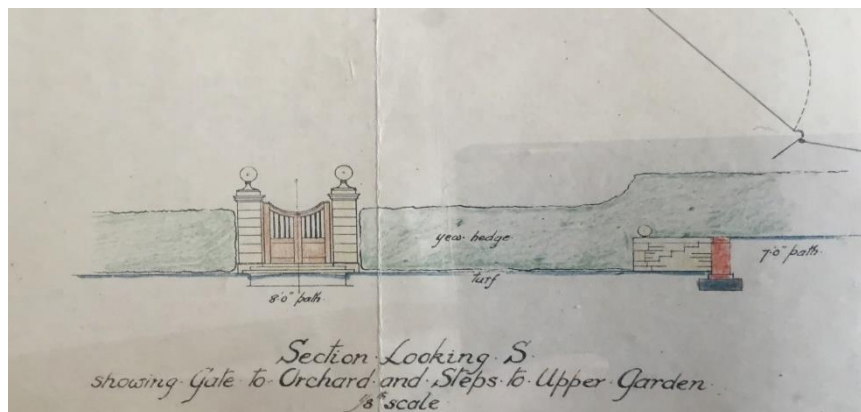 yew hedge
turf
7'0" path
8'0" path
Section Looking S.
showing Gate to Orchard and Steps to Upper Garden.
1/8th scale